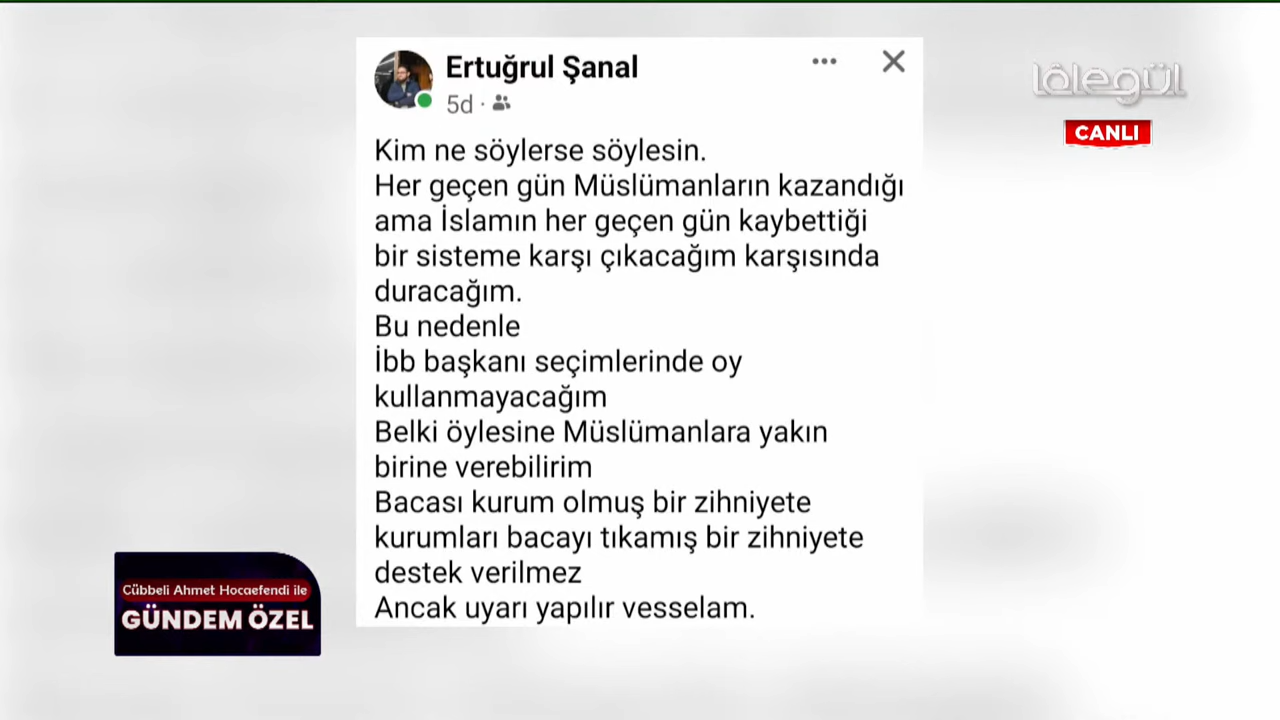 Ertuğrul Şanal
5d
Kim ne söylerse söylesin.
Her geçen gün Müslümanların kazandığı
ama İslamın her geçen gün kaybettiği
bir sisteme karşı çıkacağım karşısında
duracağım.
Bu nedenle
İbb başkanı seçimlerinde oy
kullanmayacağım
Belki öylesine Müslümanlara yakın
birine verebilirim
Bacası kurum olmuş bir zihniyete
kurumları bacayı tıkamış bir zihniyete
destek verilmez
Ancak uyarı yapılır vesselam.
lâlegül
CANLI
Cübbeli Ahmet Hocaefendi ile
GÜNDEM ÖZEL